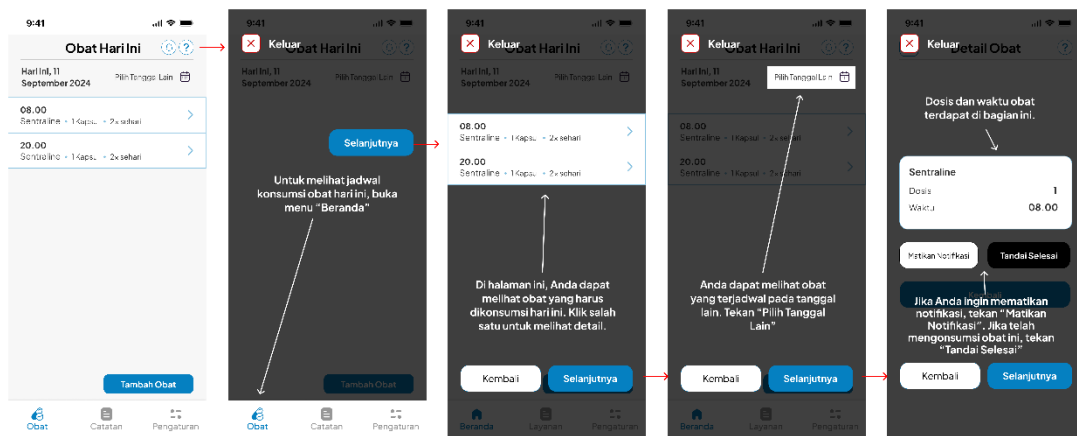 9:41
Obat Hari Ini
?
Hari Ini, 11
September 2024
Pilih Tanggal Lain
08.00
Sentraline - 1 Kapsul - 2x sehari
20.00
Sentraline - 1 Kapsul - 2x sehari
Tambah Obat
Obat
Catatan
Pengaturan
9:41
Keluar
Obat Hari Ini
?
Hari Ini, 11
September 2024
Pilih Tanggal Lain
Selanjutnya
Untuk melihat jadwal
konsumsi obat hari ini, buka
menu “Beranda”
Tambah Obat
Obat
Catatan
Pengaturan
9:41
Keluar
Obat Hari Ini
?
Hari Ini, 11
September 2024
Pilih Tanggal Lain
08.00
Sentraline - 1 Kapsul - 2x sehari
20.00
Sentraline - 1 Kapsul - 2x sehari
Di halaman ini, Anda dapat
melihat obat yang harus
dikonsumsi hari ini. Klik salah
satu untuk melihat detail.
Kembali
Selanjutnya
Beranda
Layanan
Pengaturan
9:41
Keluar
Obat Hari Ini
?
Hari Ini, 11
September 2024
Pilih Tanggal Lain
08.00
Sentraline - 1 Kapsul - 2x sehari
20.00
Sentraline - 1 Kapsul - 2x sehari
Anda dapat melihat obat
yang terjadwal pada tanggal
lain. Tekan “Pilih Tanggal
Lain”
Kembali
Selanjutnya
Beranda
Layanan
Pengaturan
9:41
Keluar
Detail Obat
?
Dosis dan waktu obat
terdapat di bagian ini.
Sentraline
Dosis 1
Waktu 08.00
Matikan Notifikasi
Tandai Selesai
Kembali
Jika Anda ingin mematikan
notifikasi, tekan “Matikan
Notifikasi”. Jika telah
mengonsumsi obat ini, tekan
“Tandai Selesai”
Kembali
Selanjutnya